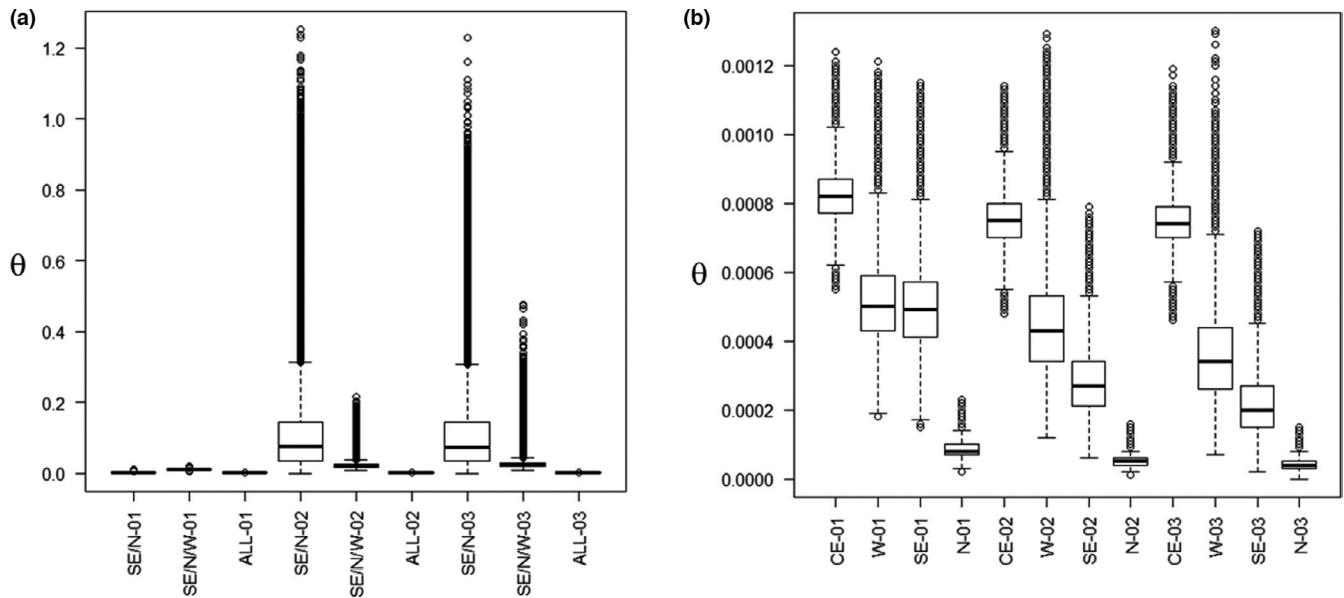 (a)
1.2
1.0
0.8
0.6
0.4
0.2
0.0
θ
SE/N-01
SE/N/W-01
ALL-01
SE/N-02
SE/N/W-02
ALL-02
SE/N-03
SE/N/W-03
ALL-03
(b)
0.0012
0.0010
0.0008
0.0006
0.0004
0.0002
0.0000
θ
CE-01
W-01
SE-01
N-01
CE-02
W-02
SE-02
N-02
CE-03
W-03
SE-03
N-03